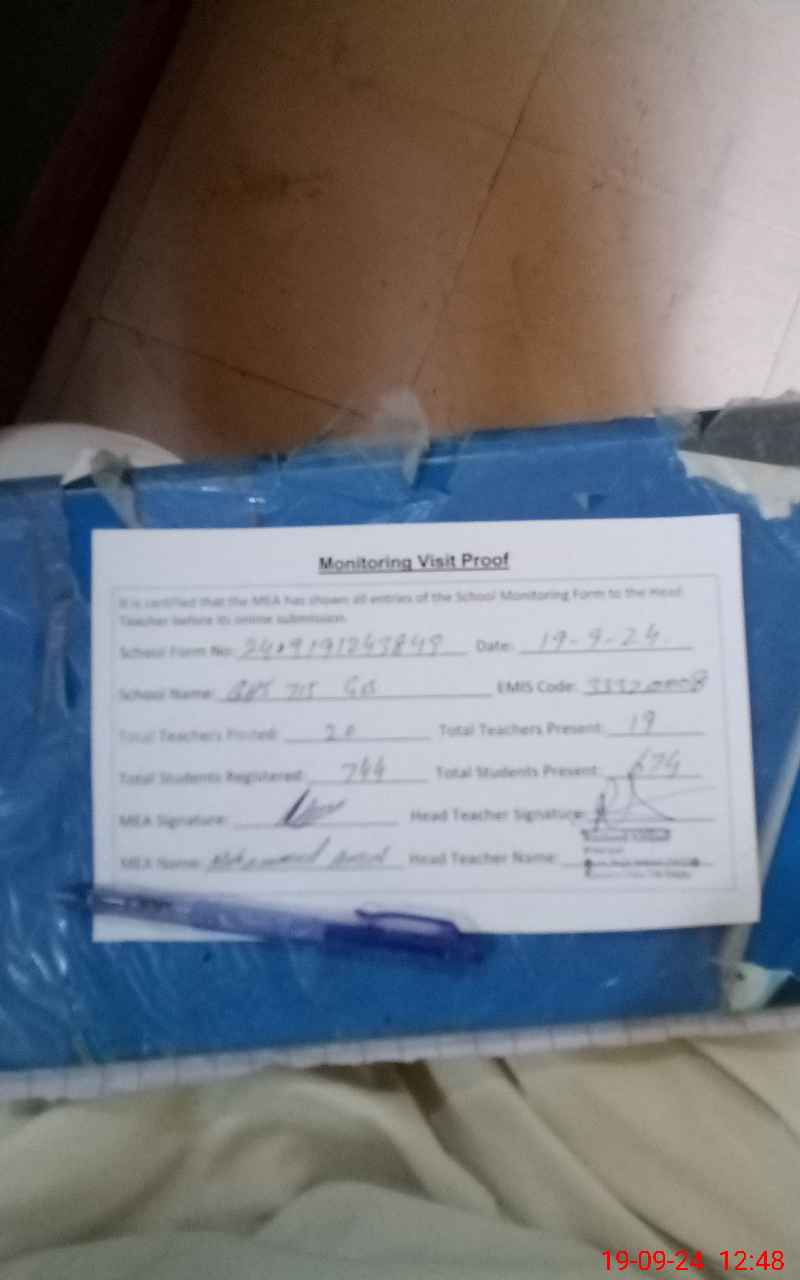 Monitoring Visit Proof
It is certified that the MEA has shown all entries of the School Monitoring Form to the Head
Teacher before its online submission.
School Form No: Date: 19-9-24
School Name: EMIS Code:
Total Teachers Posted: 20 Total Teachers Present: 19
Total Students Registered: 744 Total Students Present: 674
MEA Signature: Head Teacher Signature:
MEA Name: Mohammad Head Teacher Name:
19-09-24 12:48